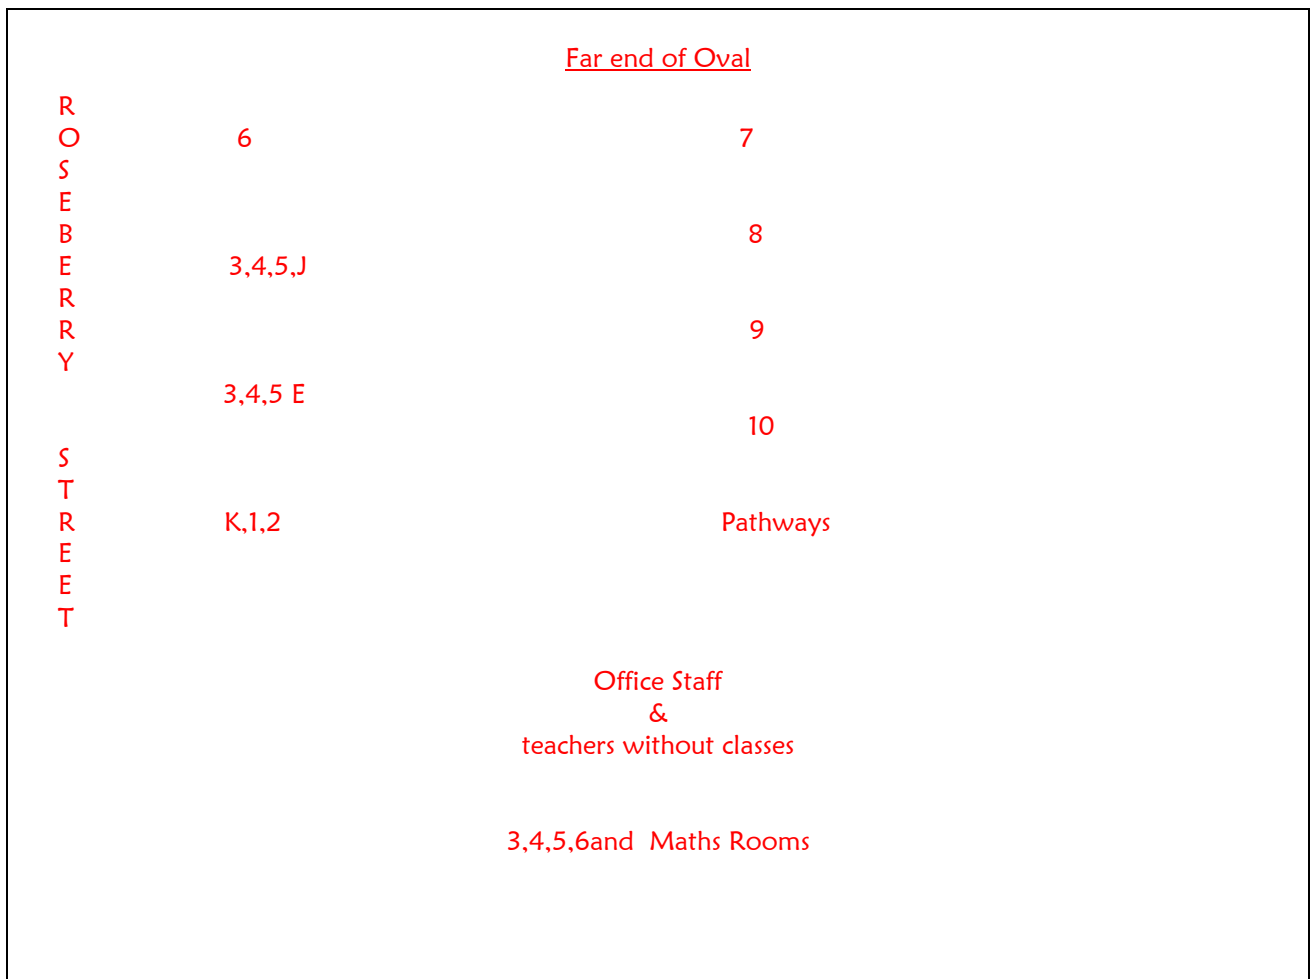 Far end of Oval
R
O 6 7
S
E
B 8
E 3,4,5,J
R
R 9
Y
3,4,5 E
10
S
T
R K,1,2 Pathways
E
E
T
Office Staff
&
teachers without classes
3,4,5,6and  Maths Rooms